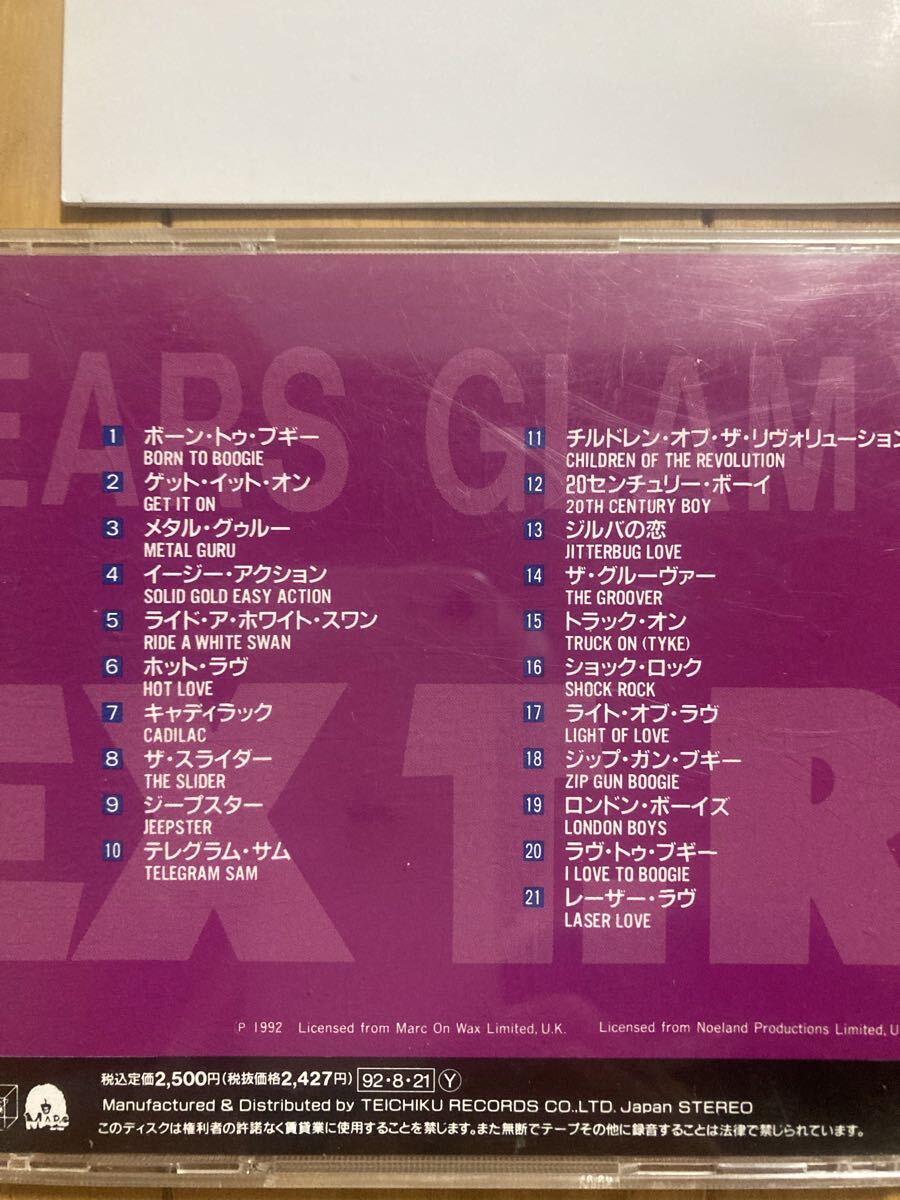 EARS GLAM
1 ボーン・トゥ・ブギー
BORN TO BOOGIE
2 ゲット・イット・オン
GET IT ON
3 メタル・グゥルー
METAL GURU
4 イージー・アクション
SOLID GOLD EASY ACTION
5 ライド・ア・ホワイト・スワン
RIDE A WHITE SWAN
6 ホット・ラヴ
HOT LOVE
7 キャディラック
CADILAC
8 ザ・スライダー
THE SLIDER
9 ジープスター
JEEPSTER
10 テレグラム・サム
TELEGRAM SAM
11 チルドレン・オブ・ザ・リヴォリューション
CHILDREN OF THE REVOLUTION
12 20センチュリー・ボーイ
20TH CENTURY BOY
13 ジルバの恋
JITTERBUG LOVE
14 ザ・グルーヴァー
THE GROOVER
15 トラック・オン
TRUCK ON (TYKE)
16 ショック・ロック
SHOCK ROCK
17 ライト・オブ・ラヴ
LIGHT OF LOVE
18 ジップ・ガン・ブギー
ZIP GUN BOOGIE
19 ロンドン・ボーイズ
LONDON BOYS
20 ラヴ・トゥ・ブギー
I LOVE TO BOOGIE
21 レーザー・ラヴ
LASER LOVE
EX T.R
Ⓟ 1992 Licensed from Marc On Wax Limited, U.K. Licensed from Noeland Productions Limited, U
税込定価2,500円(税抜価格2,427円) 92・8・21 Ⓨ
MARC
Manufactured & Distributed by TEICHIKU RECORDS CO.,LTD. Japan STEREO
このディスクは権利者の許諾なく賃貸業に使用することを禁じます。また無断でテープその他に録音することは法律で禁じられています。